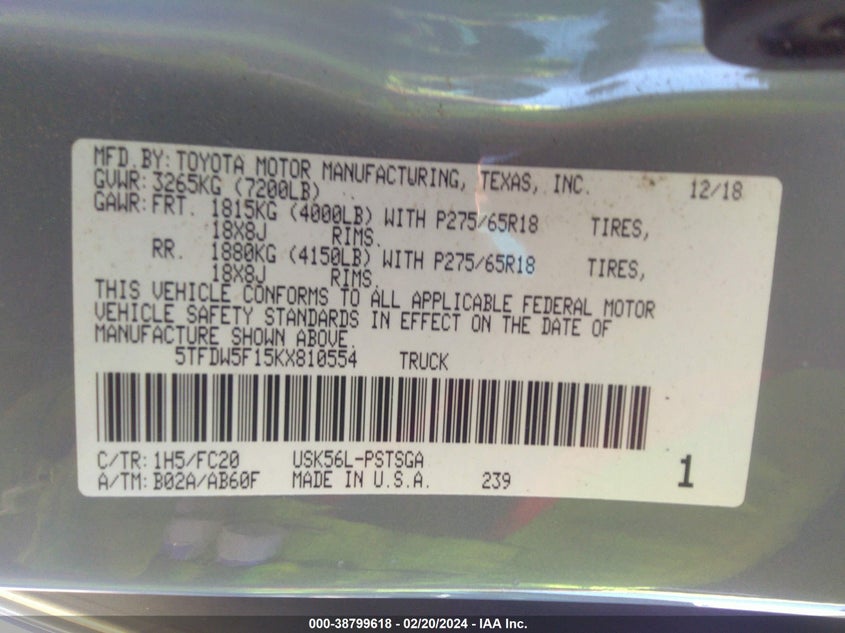 MFD. BY: TOYOTA MOTOR MANUFACTURING, TEXAS, INC. 12/18
GVWR: 3265KG (7200LB)
GAWR: FRT. 1815KG (4000LB) WITH P275/65R18 TIRES,
18X8J RIMS.
RR. 1880KG (4150LB) WITH P275/65R18 TIRES,
18X8J RIMS.
THIS VEHICLE CONFORMS TO ALL APPLICABLE FEDERAL MOTOR
VEHICLE SAFETY STANDARDS IN EFFECT ON THE DATE OF
MANUFACTURE SHOWN ABOVE.
5TFDW5F15KX810554 TRUCK
C/TR: 1H5/FC20 USK56L-PSTSGA
A/TM: B02A/AB60F MADE IN U.S.A. 239 1
000-38799618 - 02/20/2024 - IAA Inc.